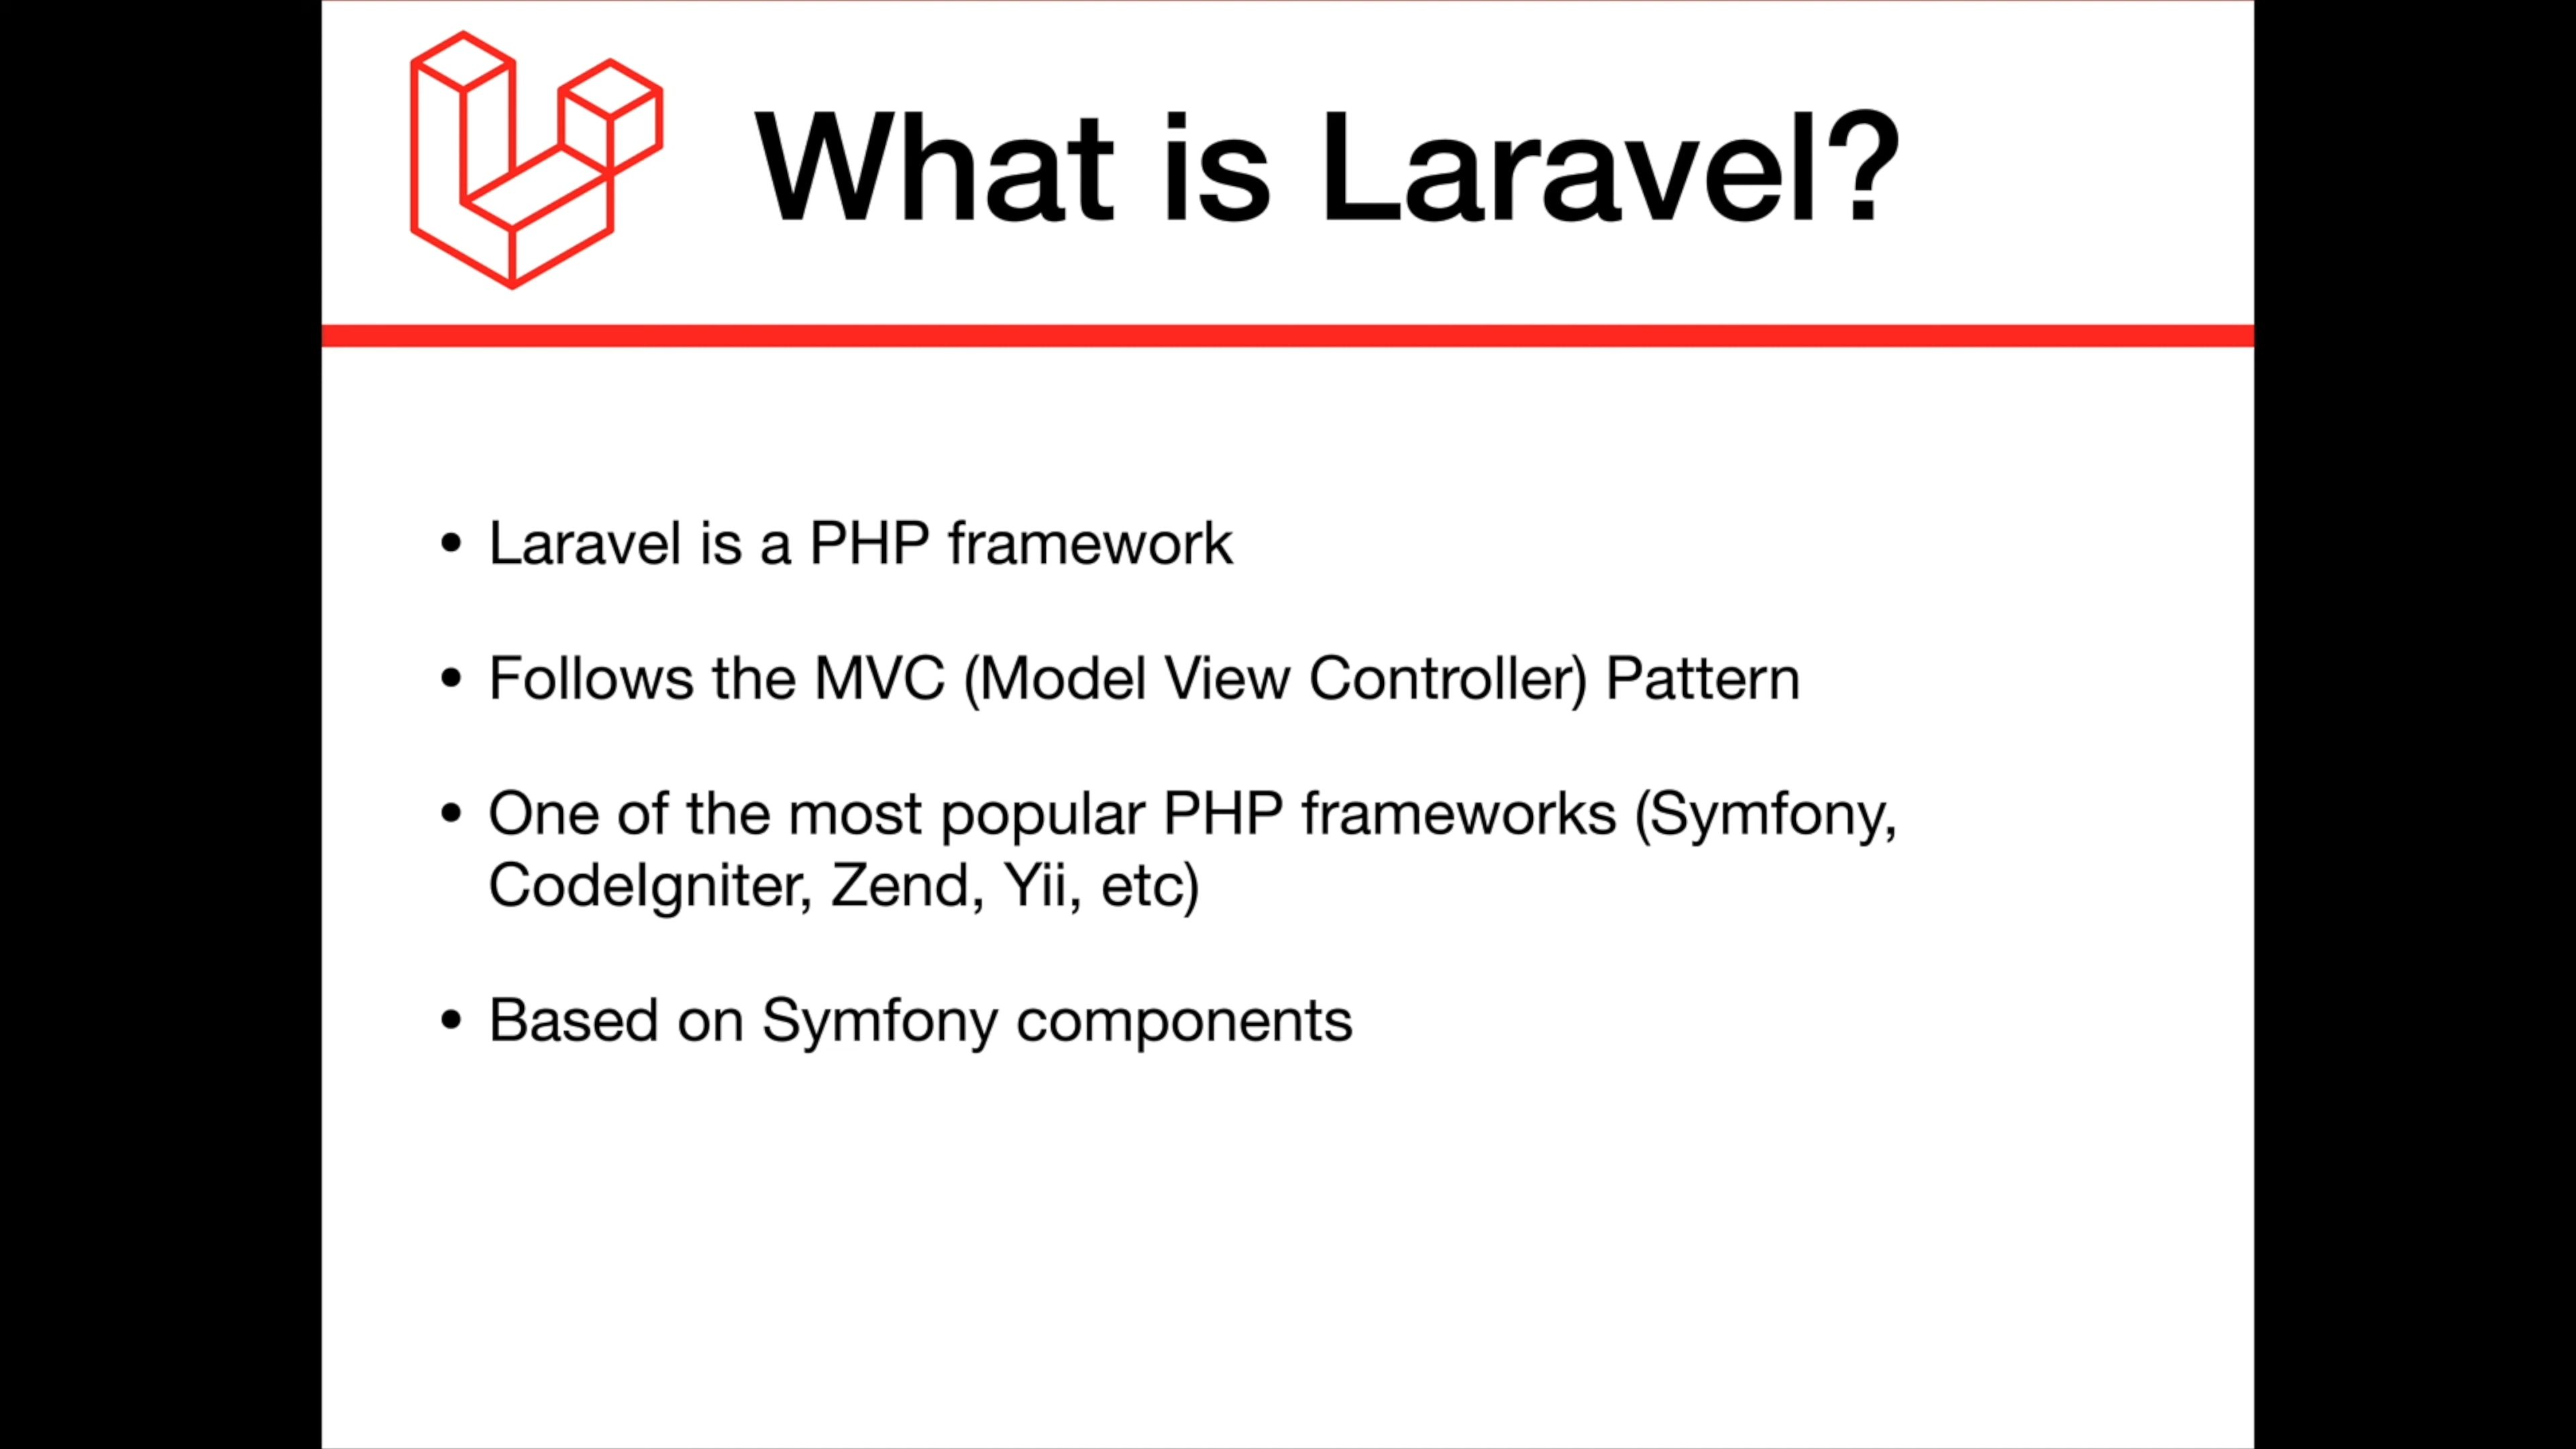 What is Laravel?
• Laravel is a PHP framework
• Follows the MVC (Model View Controller) Pattern
• One of the most popular PHP frameworks (Symfony,
CodeIgniter, Zend, Yii, etc)
• Based on Symfony components